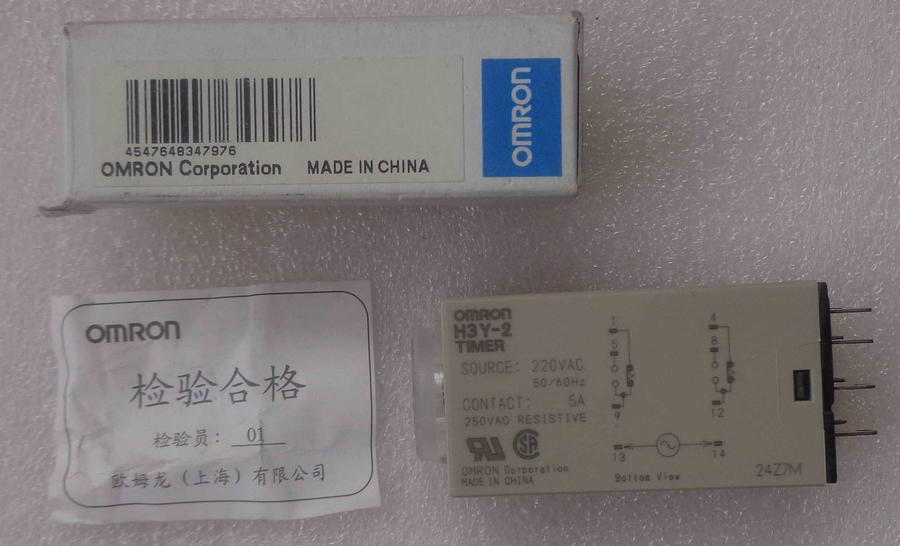 4547648347976
OMRON Corporation MADE IN CHINA
OMRON
OMRON
检验合格
检验员：01
欧姆龙（上海）有限公司
OMRON
H3Y-2
TIMER
SOURCE: 220VAC
50/60Hz
CONTACT: 5A
250VAC RESISTIVE
OMRON Corporation
MADE IN CHINA
1 4
5 8
9 12
13 14
Bottom View
24Z7M